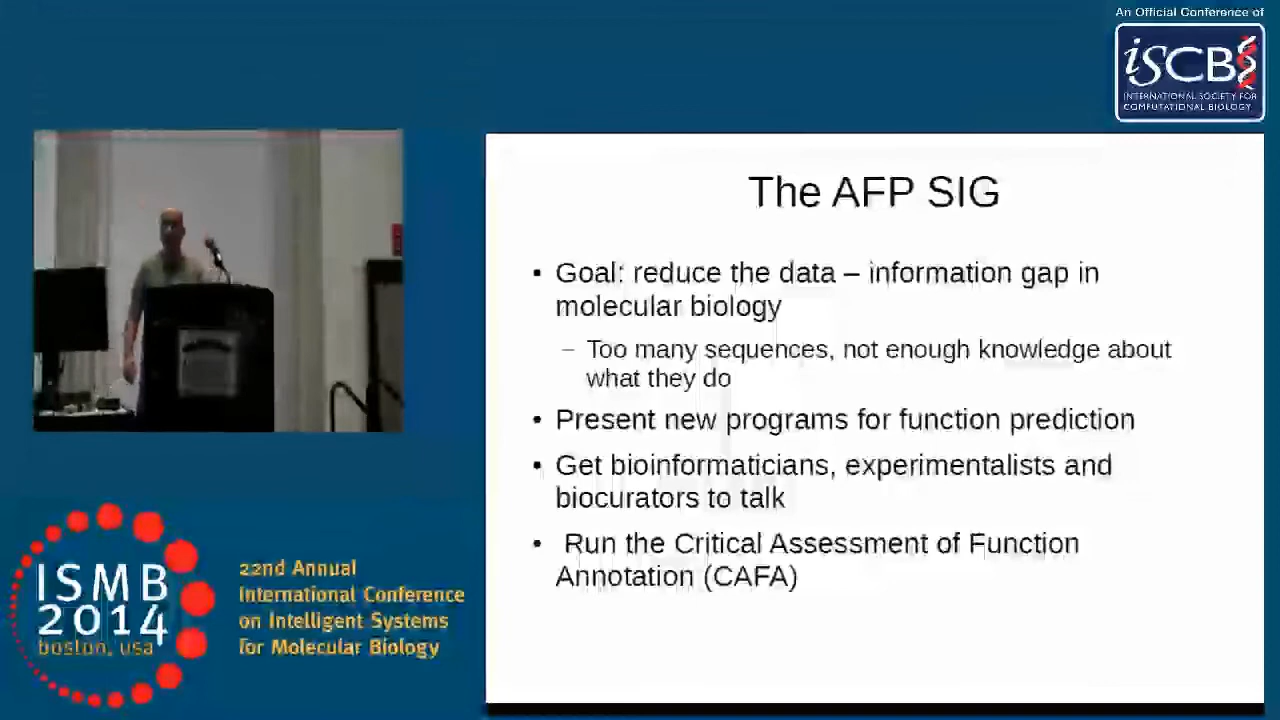 An Official Conference of
iSCB
INTERNATIONAL SOCIETY FOR
COMPUTATIONAL BIOLOGY
The AFP SIG
• Goal: reduce the data – information gap in
molecular biology
– Too many sequences, not enough knowledge about
what they do
• Present new programs for function prediction
• Get bioinformaticians, experimentalists and
biocurators to talk
• Run the Critical Assessment of Function
Annotation (CAFA)
ISMB
2014
boston, usa
22nd Annual
International Conference
on Intelligent Systems
for Molecular Biology